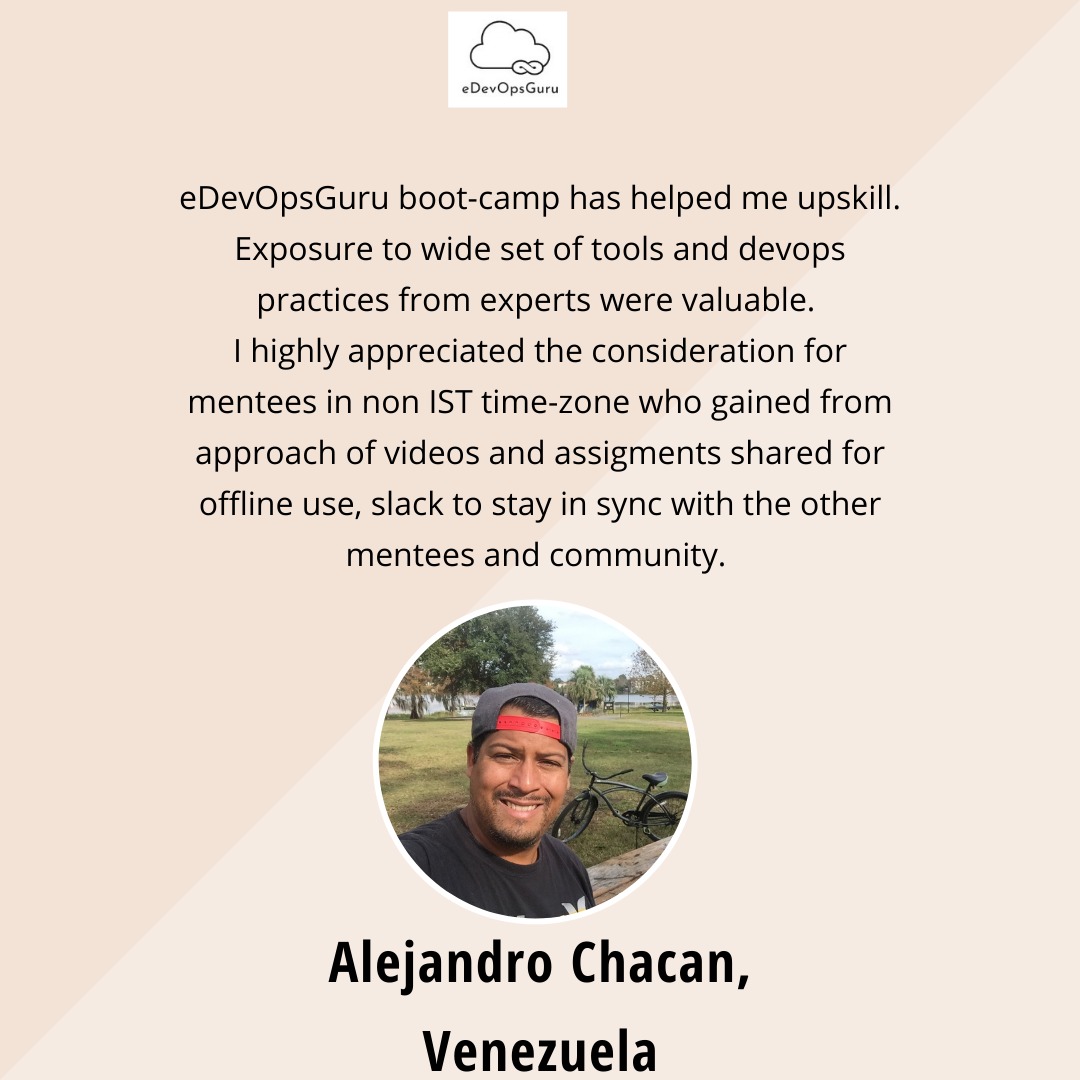 eDevOpsGuru
eDevOpsGuru boot-camp has helped me upskill.
Exposure to wide set of tools and devops
practices from experts were valuable.
I highly appreciated the consideration for
mentees in non IST time-zone who gained from
approach of videos and assigments shared for
offline use, slack to stay in sync with the other
mentees and community.
Alejandro Chacan,
Venezuela